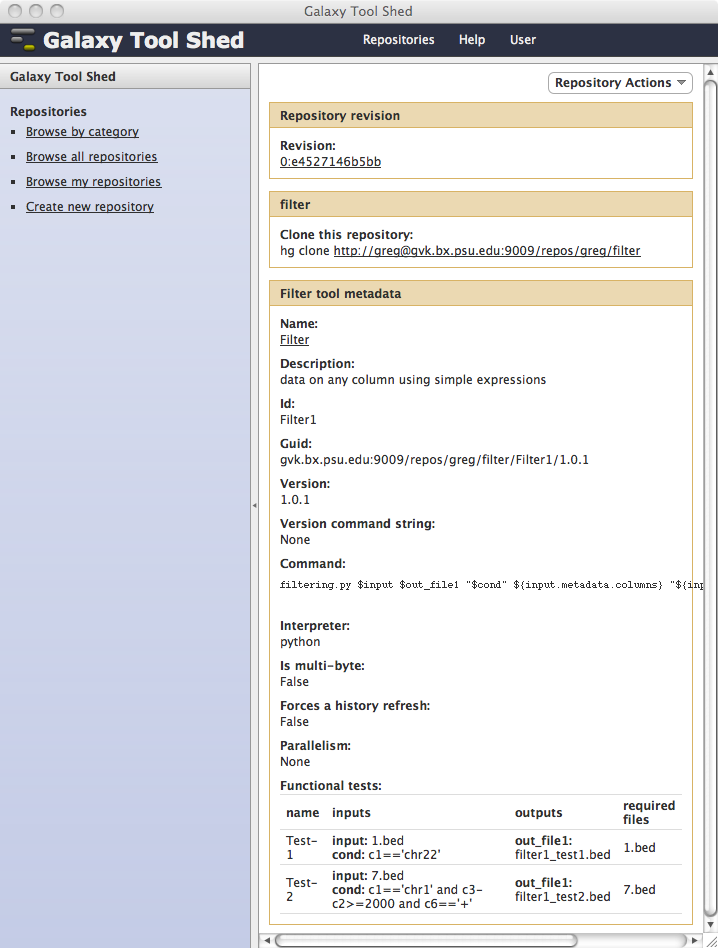 Galaxy Tool Shed
Galaxy Tool Shed
Repositories Help User
Galaxy Tool Shed
Repositories
Browse by category
Browse all repositories
Browse my repositories
Create new repository
Repository Actions
Repository revision
Revision:
0:e4527146b5bb
filter
Clone this repository:
hg clone http://greg@gvk.bx.psu.edu:9009/repos/greg/filter
Filter tool metadata
Name:
Filter
Description:
data on any column using simple expressions
Id:
Filter1
Guid:
gvk.bx.psu.edu:9009/repos/greg/filter/Filter1/1.0.1
Version:
1.0.1
Version command string:
None
Command:
filtering.py $input $out_file1 "$cond" ${input.metadata.columns} "${inp
Interpreter:
python
Is multi-byte:
False
Forces a history refresh:
False
Parallelism:
None
Functional tests:
name inputs outputs required
files
Test-
1
input: 1.bed
cond: c1=='chr22'
out_file1:
filter1_test1.bed
1.bed
Test-
2
input: 7.bed
cond: c1=='chr1' and c3-
c2>=2000 and c6=='+'
out_file1:
filter1_test2.bed
7.bed